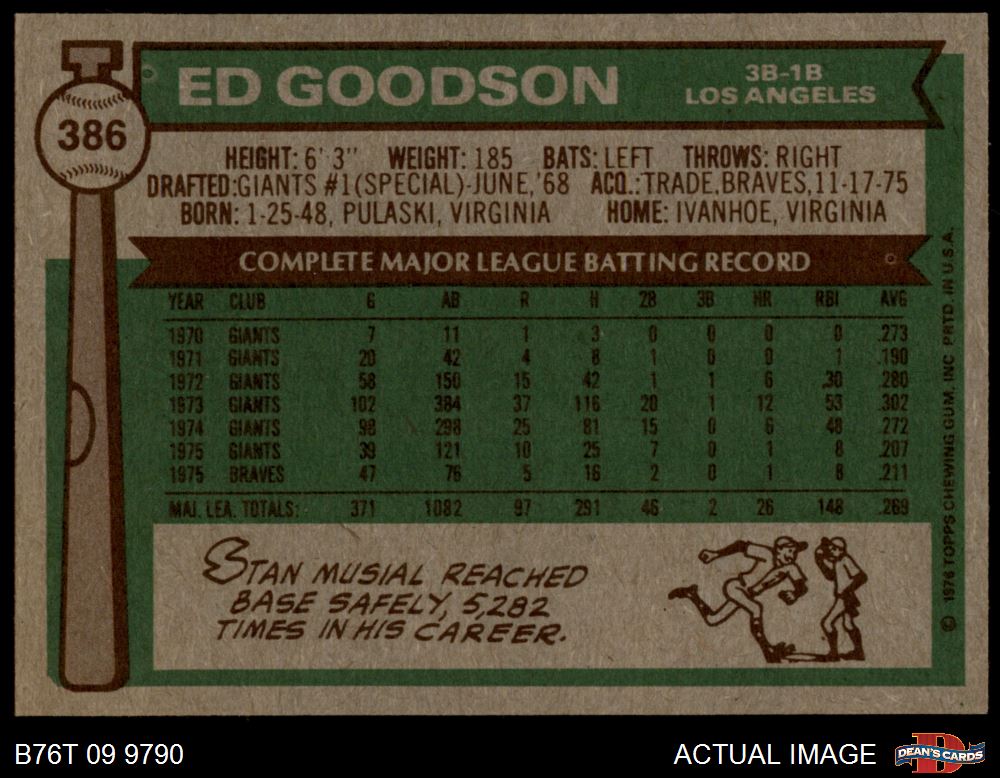 386
ED GOODSON
3B-1B
LOS ANGELES
HEIGHT: 6' 3" WEIGHT: 185 BATS: LEFT THROWS: RIGHT
DRAFTED:GIANTS #1(SPECIAL)-JUNE,'68 ACQ.:TRADE.BRAVES,11-17-75
BORN: 1-25-48, PULASKI, VIRGINIA HOME: IVANHOE, VIRGINIA
COMPLETE MAJOR LEAGUE BATTING RECORD
YEAR CLUB G AB R H 2B 3B HR RBI AVG
1970 GIANTS 7 11 1 3 0 0 0 0 .273
1971 GIANTS 20 42 4 8 1 0 0 1 .190
1972 GIANTS 58 150 15 42 1 1 6 30 .280
1973 GIANTS 102 384 37 116 20 1 12 53 .302
1974 GIANTS 98 298 25 81 15 0 6 48 .272
1975 GIANTS 39 121 10 25 7 0 1 8 .207
1975 BRAVES 47 76 5 16 2 0 1 8 .211
MAJ. LEA. TOTALS: 371 1082 97 291 46 2 26 148 .269
STAN MUSIAL REACHED
BASE SAFELY, 5,282
TIMES IN HIS CAREER.
© 1976 TOPPS CHEWING GUM, INC PRTD. IN U.S.A.
B76T 09 9790
ACTUAL IMAGE
DEAN'S CARDS